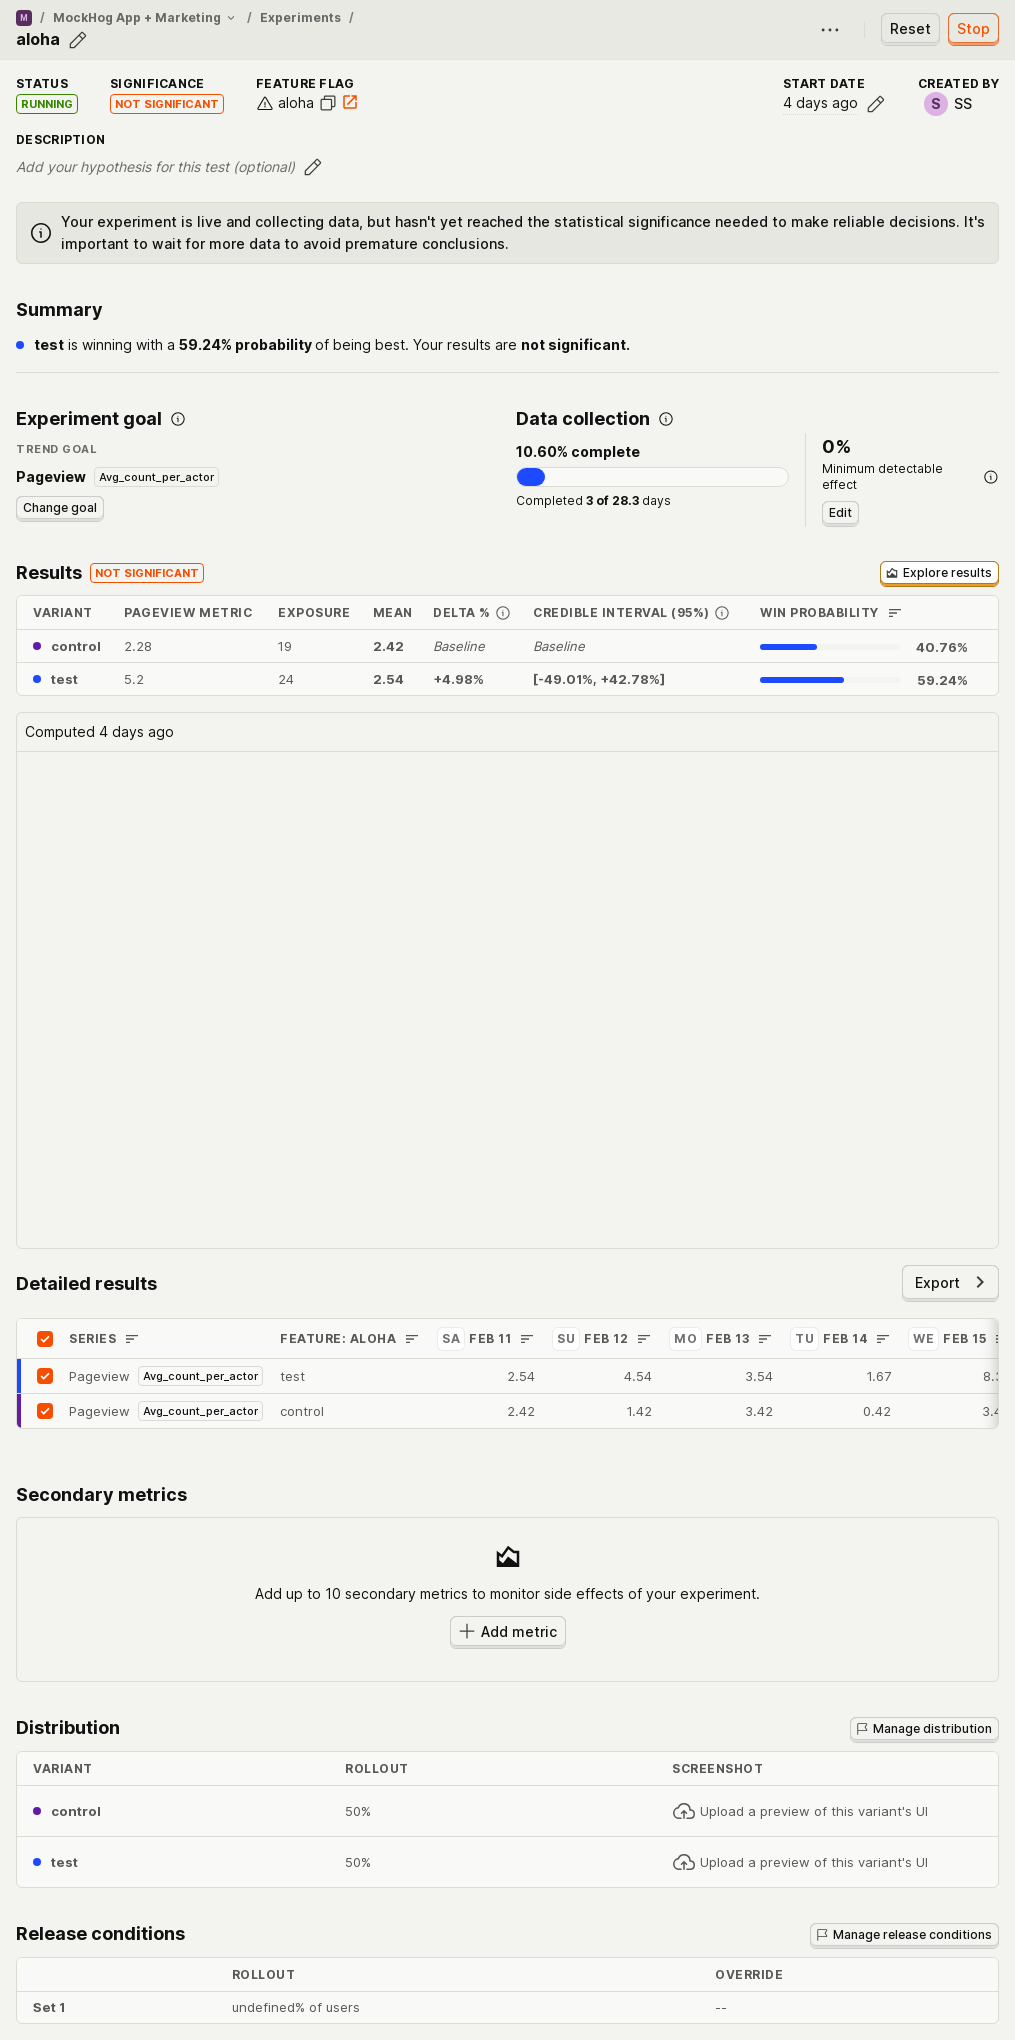 M / MockHog App + Marketing / Experiments /
aloha
Reset Stop
STATUS SIGNIFICANCE FEATURE FLAG START DATE CREATED BY
RUNNING NOT SIGNIFICANT aloha 4 days ago S SS
DESCRIPTION
Add your hypothesis for this test (optional)
Your experiment is live and collecting data, but hasn't yet reached the statistical significance needed to make reliable decisions. It's
important to wait for more data to avoid premature conclusions.
Summary
test is winning with a 59.24% probability of being best. Your results are not significant.
Experiment goal
TREND GOAL
Pageview Avg_count_per_actor
Change goal
Data collection
10.60% complete
Completed 3 of 28.3 days
0%
Minimum detectable
effect
Edit
Results NOT SIGNIFICANT Explore results
VARIANT PAGEVIEW METRIC EXPOSURE MEAN DELTA % CREDIBLE INTERVAL (95%) WIN PROBABILITY
control 2.28 19 2.42 Baseline Baseline 40.76%
test 5.2 24 2.54 +4.98% [-49.01%, +42.78%] 59.24%
Computed 4 days ago
Detailed results Export
SERIES FEATURE: ALOHA SA FEB 11 SU FEB 12 MO FEB 13 TU FEB 14 WE FEB 15
Pageview Avg_count_per_actor test 2.54 4.54 3.54 1.67
Pageview Avg_count_per_actor control 2.42 1.42 3.42 0.42
Secondary metrics
Add up to 10 secondary metrics to monitor side effects of your experiment.
Add metric
Distribution Manage distribution
VARIANT ROLLOUT SCREENSHOT
control 50% Upload a preview of this variant's UI
test 50% Upload a preview of this variant's UI
Release conditions Manage release conditions
ROLLOUT OVERRIDE
Set 1 undefined% of users --